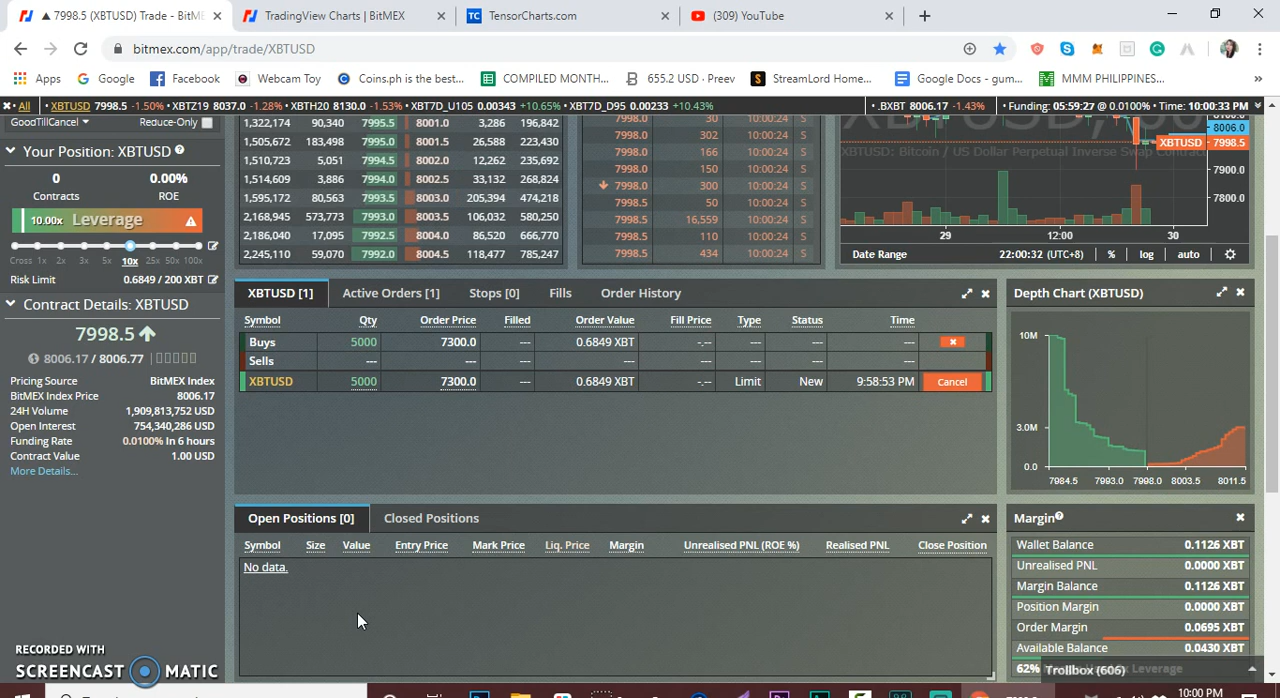 ▲ 7998.5 (XBTUSD) Trade - BitME
TradingView Charts | BitMEX
TC TensorCharts.com
(309) YouTube
bitmex.com/app/trade/XBTUSD
Apps Google Facebook Webcam Toy Coins.ph is the best... COMPILED MONTH... 655.2 USD · Preev StreamLord Home... Google Docs - gum... MMM PHILIPPINES... »
All XBTUSD 7998.5 -1.50% XBTZ19 8037.0 -1.28% XBTH20 8130.0 -1.53% XBT7D_U105 0.00343 +10.65% XBT7D_D95 0.00233 +10.43% .BXBT 8006.17 -1.43% Funding: 05:59:27 @ 0.0100% Time: 10:00:33 PM
GoodTillCancel Reduce-Only
Your Position: XBTUSD
0 0.00%
Contracts ROE
10.00x Leverage
Cross 1x 2x 3x 5x 10x 25x 50x 100x
Risk Limit 0.6849 / 200 XBT
Contract Details: XBTUSD
7998.5
8006.17 / 8006.77
Pricing Source BitMEX Index
BitMEX Index Price 8006.17
24H Volume 1,909,813,752 USD
Open Interest 754,340,286 USD
Funding Rate 0.0100% In 6 hours
Contract Value 1.00 USD
More Details...
1,322,174 90,340 7995.5 8001.0 3,286 196,842
1,505,672 183,498 7995.0 8001.5 26,588 223,430
1,510,723 5,051 7994.5 8002.0 12,262 235,692
1,514,609 3,886 7994.0 8002.5 33,132 268,824
1,595,172 80,563 7993.5 8003.0 205,394 474,218
2,168,945 573,773 7993.0 8003.5 106,032 580,250
2,186,040 17,095 7992.5 8004.0 86,520 666,770
2,245,110 59,070 7992.0 8004.5 118,477 785,247
7998.0 30 10:00:24 S
7998.0 302 10:00:24 S
7998.0 166 10:00:24 S
7998.0 150 10:00:24 S
7998.0 300 10:00:24 S
7998.5 50 10:00:24 S
7998.5 16,559 10:00:24 S
7998.5 110 10:00:24 S
7998.5 434 10:00:24 S
8006.0
XBTUSD 7998.5
XBTUSD: Bitcoin / US Dollar Perpetual Inverse Swap Contract
7900.0
7800.0
29 12:00 30
Date Range 22:00:32 (UTC+8) % log auto
XBTUSD [1] Active Orders [1] Stops [0] Fills Order History
Symbol Qty Order Price Filled Order Value Fill Price Type Status Time
Buys 5000 7300.0 --- 0.6849 XBT -.-- --- --- ---
Sells --- --- --- --- --- --- --- ---
XBTUSD 5000 7300.0 --- 0.6849 XBT -.-- Limit New 9:58:53 PM Cancel
Depth Chart (XBTUSD)
10M
3.0M
0.0
7984.5 7993.0 7998.0 8003.5 8011.5
Open Positions [0] Closed Positions
Symbol Size Value Entry Price Mark Price Liq. Price Margin Unrealised PNL (ROE %) Realised PNL Close Position
No data.
Margin
Wallet Balance 0.1126 XBT
Unrealised PNL 0.0000 XBT
Margin Balance 0.1126 XBT
Position Margin 0.0000 XBT
Order Margin 0.0695 XBT
Available Balance 0.0430 XBT
62% Leverage
Trollbox (606)
RECORDED WITH
SCREENCAST MATIC
10:00 PM